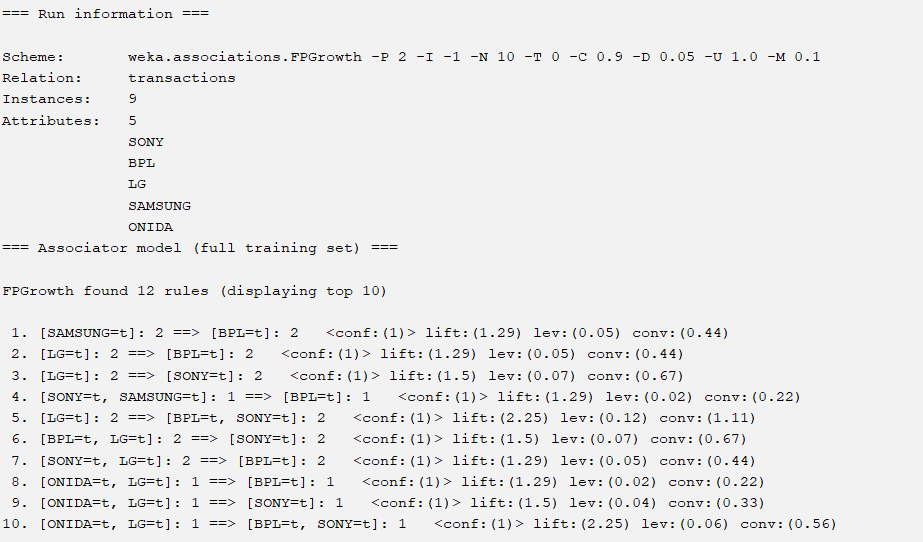 === Run information ===
Scheme: weka.associations.FPGrowth -P 2 -I -1 -N 10 -T 0 -C 0.9 -D 0.05 -U 1.0 -M 0.1
Relation: transactions
Instances: 9
Attributes: 5
SONY
BPL
LG
SAMSUNG
ONIDA
=== Associator model (full training set) ===
FPGrowth found 12 rules (displaying top 10)
1. [SAMSUNG=t]: 2 ==> [BPL=t]: 2 <conf:(1)> lift:(1.29) lev:(0.05) conv:(0.44)
2. [LG=t]: 2 ==> [BPL=t]: 2 <conf:(1)> lift:(1.29) lev:(0.05) conv:(0.44)
3. [LG=t]: 2 ==> [SONY=t]: 2 <conf:(1)> lift:(1.5) lev:(0.07) conv:(0.67)
4. [SONY=t, SAMSUNG=t]: 1 ==> [BPL=t]: 1 <conf:(1)> lift:(1.29) lev:(0.02) conv:(0.22)
5. [LG=t]: 2 ==> [BPL=t, SONY=t]: 2 <conf:(1)> lift:(2.25) lev:(0.12) conv:(1.11)
6. [BPL=t, LG=t]: 2 ==> [SONY=t]: 2 <conf:(1)> lift:(1.5) lev:(0.07) conv:(0.67)
7. [SONY=t, LG=t]: 2 ==> [BPL=t]: 2 <conf:(1)> lift:(1.29) lev:(0.05) conv:(0.44)
8. [ONIDA=t, LG=t]: 1 ==> [BPL=t]: 1 <conf:(1)> lift:(1.29) lev:(0.02) conv:(0.22)
9. [ONIDA=t, LG=t]: 1 ==> [SONY=t]: 1 <conf:(1)> lift:(1.5) lev:(0.04) conv:(0.33)
10. [ONIDA=t, LG=t]: 1 ==> [BPL=t, SONY=t]: 1 <conf:(1)> lift:(2.25) lev:(0.06) conv:(0.56)